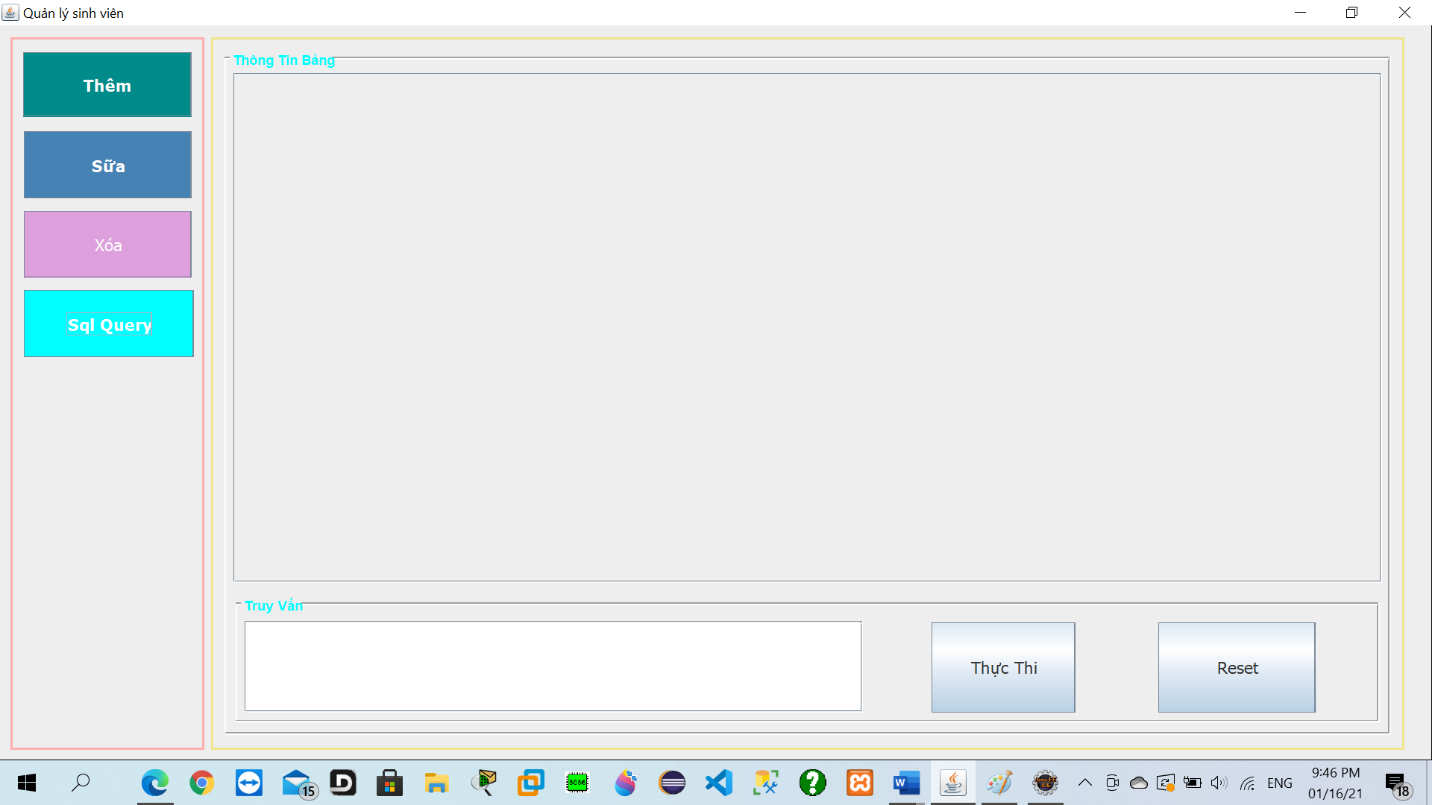 Quản lý sinh viên
Thêm
Sữa
Xóa
Sql Query
Thông Tin Bảng
Truy Vấn
Thực Thi
Reset
15
ENG
9:46 PM
01/16/21
18